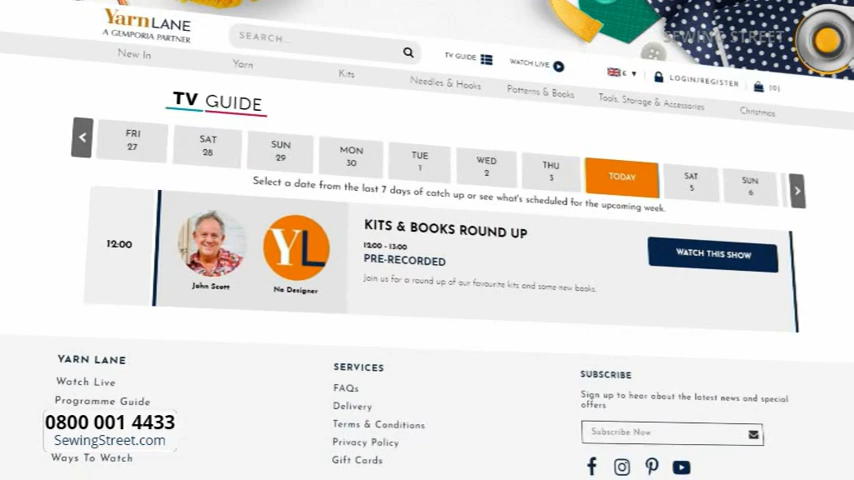 YarnLANE
A GEMPORIA PARTNER
SEARCH...
TV GUIDE
WATCH LIVE
£
LOGIN/REGISTER
(0)
SEWING STREET
New In
Yarn
Kits
Needles & Hooks
Patterns & Books
Tools, Storage & Accessories
Christmas
TV GUIDE
FRI
27
SAT
28
SUN
29
MON
30
TUE
1
WED
2
THU
3
TODAY
SAT
5
SUN
6
Select a date from the last 7 days of catch up or see what's scheduled for the upcoming week.
12:00
John Scott
YL
No Designer
KITS & BOOKS ROUND UP
12:00 - 13:00
PRE-RECORDED
Join us for a round up of our favourite kits and some new books.
WATCH THIS SHOW
YARN LANE
Watch Live
Programme Guide
0800 001 4433
SewingStreet.com
Ways To Watch
SERVICES
FAQs
Delivery
Terms & Conditions
Privacy Policy
Gift Cards
SUBSCRIBE
Sign up to hear about the latest news and special
offers
Subscribe Now